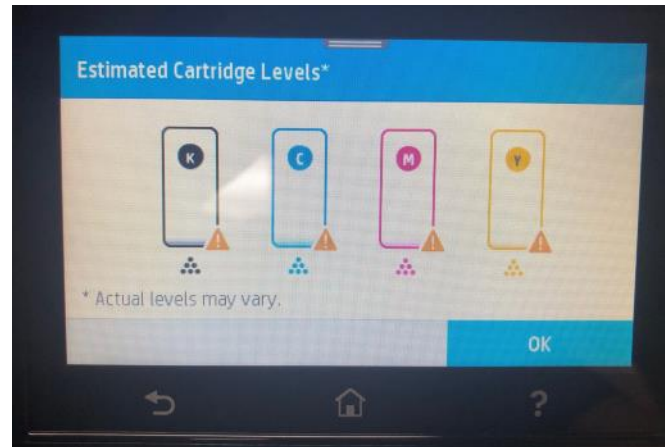 Estimated Cartridge Levels*
K C M Y
* Actual levels may vary.
OK
?